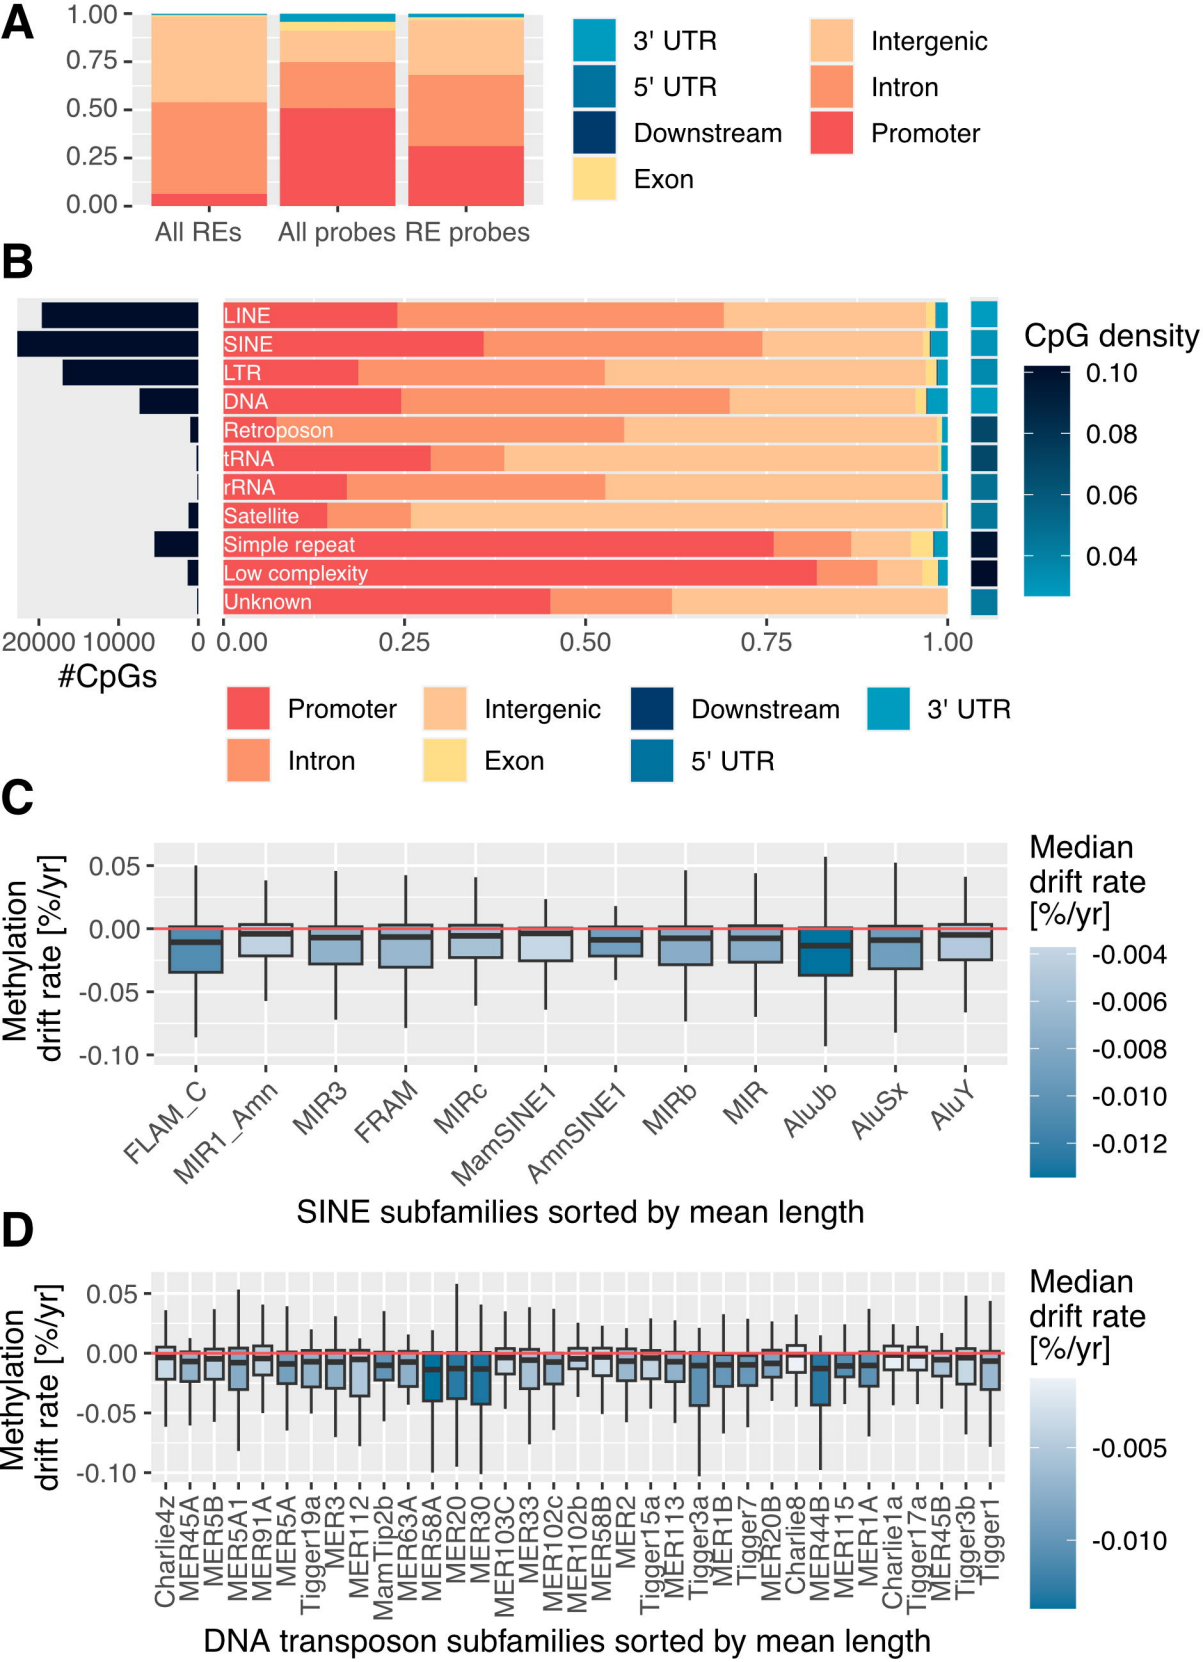 A
1.00
0.75
0.50
0.25
0.00
All REs
All probes
RE probes
3' UTR
5' UTR
Downstream
Exon
Intergenic
Intron
Promoter
B
LINE
SINE
LTR
DNA
Retroposon
tRNA
rRNA
Satellite
Simple repeat
Low complexity
Unknown
20000 10000 0
#CpGs
0.00 0.25 0.50 0.75 1.00
CpG density
0.10
0.08
0.06
0.04
Promoter
Intron
Intergenic
Exon
Downstream
5' UTR
3' UTR
C
Methylation
drift rate [%/yr]
0.05
0.00
-0.05
-0.10
FLAM_C
MIR1_Amn
MIR3
FRAM
MIRc
MamSINE1
AmnSINE1
MIRb
MIR
AluJb
AluSx
AluY
SINE subfamilies sorted by mean length
Median
drift rate
[%/yr]
-0.004
-0.006
-0.008
-0.010
-0.012
D
Methylation
drift rate [%/yr]
0.05
0.00
-0.05
-0.10
Charlie4z
MER45A
MER5B
MER5A1
MER91A
MER5A
Tigger19a
MER3
MER112
MamTip2b
MER63A
MER58A
MER20
MER30
MER103C
MER33
MER102c
MER102b
MER58B
MER2
Tigger15a
MER113
Tigger3a
MER1B
Tigger7
MER20B
Charlie8
MER44B
MER115
MER1A
Charlie1a
Tigger17a
MER45B
Tigger3b
Tigger1
DNA transposon subfamilies sorted by mean length
Median
drift rate
[%/yr]
-0.005
-0.010